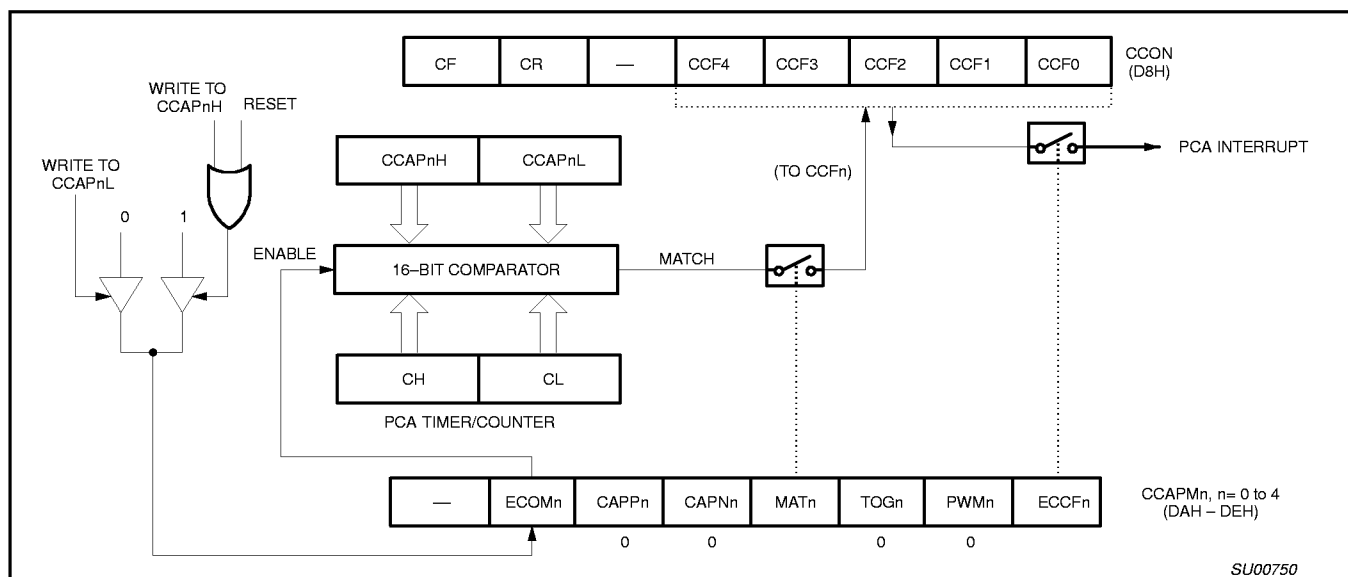 CF CR — CCF4 CCF3 CCF2 CCF1 CCF0
CCON
(D8H)
WRITE TO
CCAPnH
RESET
WRITE TO
CCAPnL
0 1
CCAPnH CCAPnL
(TO CCFn)
PCA INTERRUPT
ENABLE
16–BIT COMPARATOR
MATCH
CH CL
PCA TIMER/COUNTER
— ECOMn CAPPn CAPNn MATn TOGn PWMn ECCFn
CCAPMn, n= 0 to 4
(DAH – DEH)
0 0 0 0
SU00750